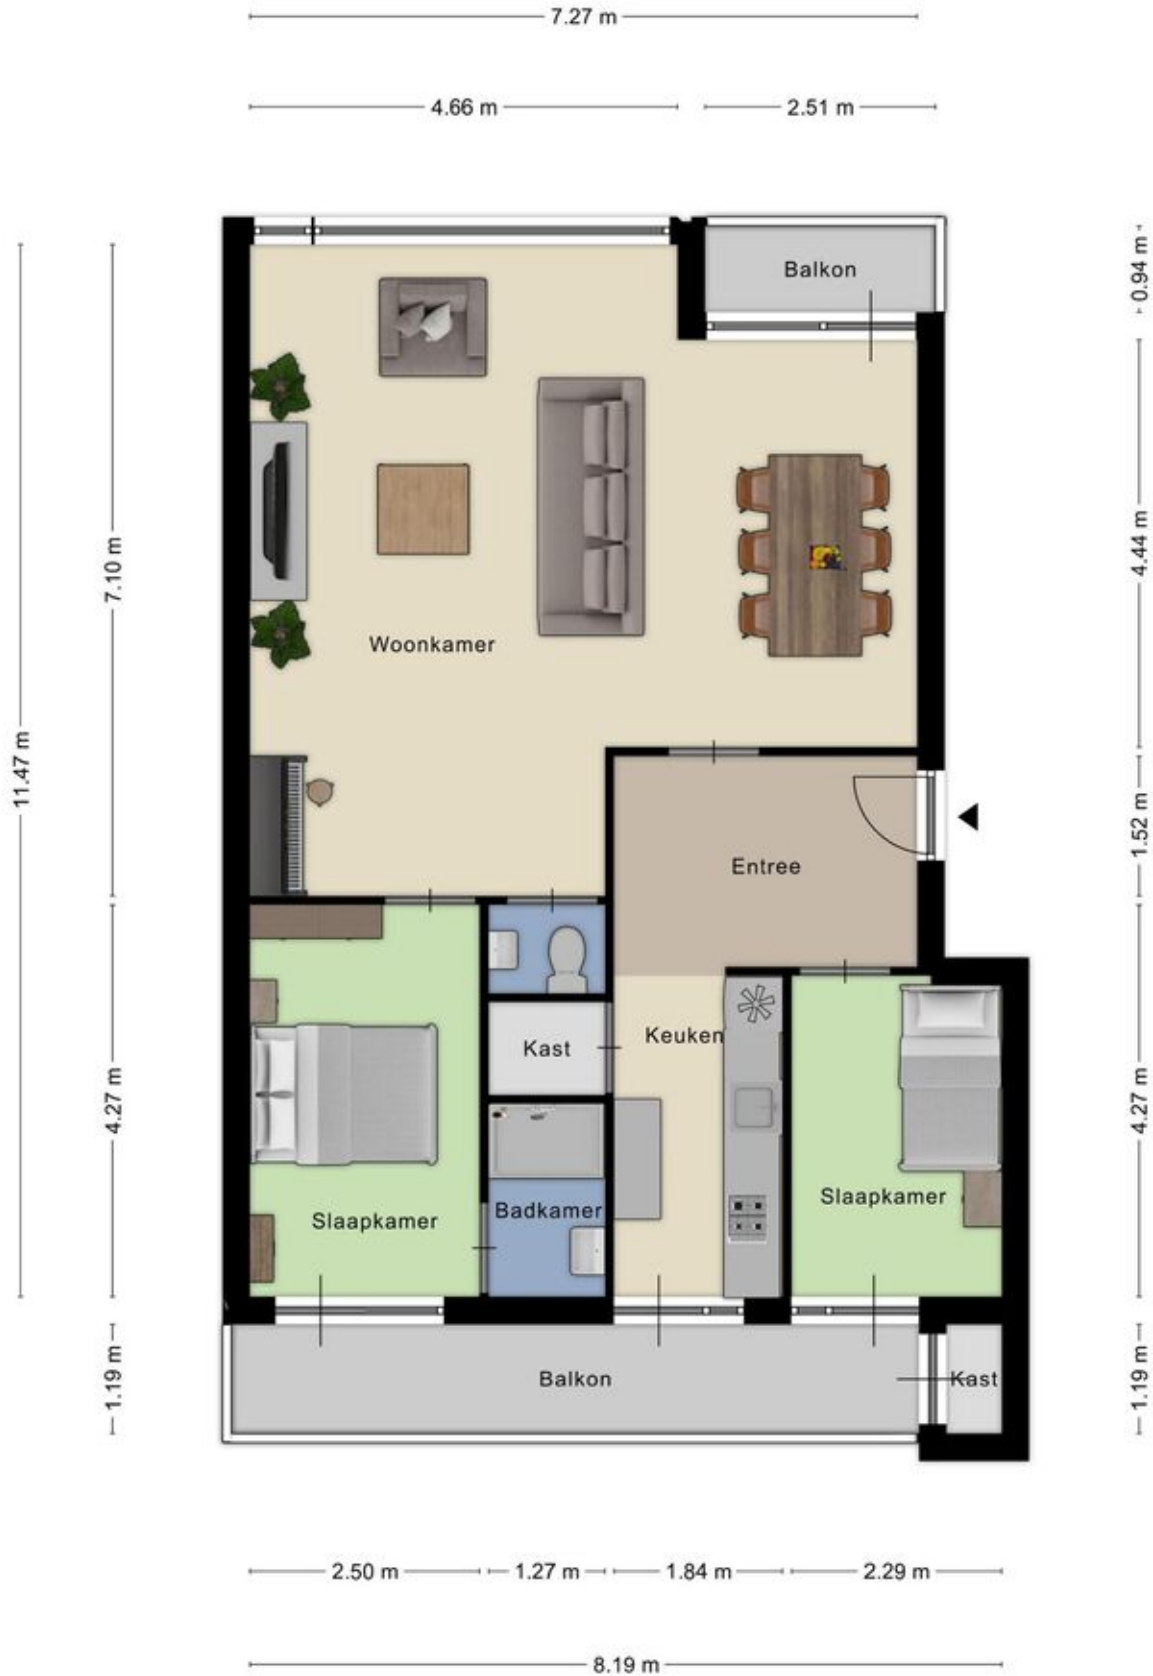 7.27 m
4.66 m
2.51 m
Balkon
0.94 m
4.44 m
7.10 m
Woonkamer
11.47 m
1.52 m
Entree
Keuken
Kast
4.27 m
4.27 m
Slaapkamer
Badkamer
Slaapkamer
1.19 m
Balkon
Kast
1.19 m
2.50 m
1.27 m
1.84 m
2.29 m
8.19 m